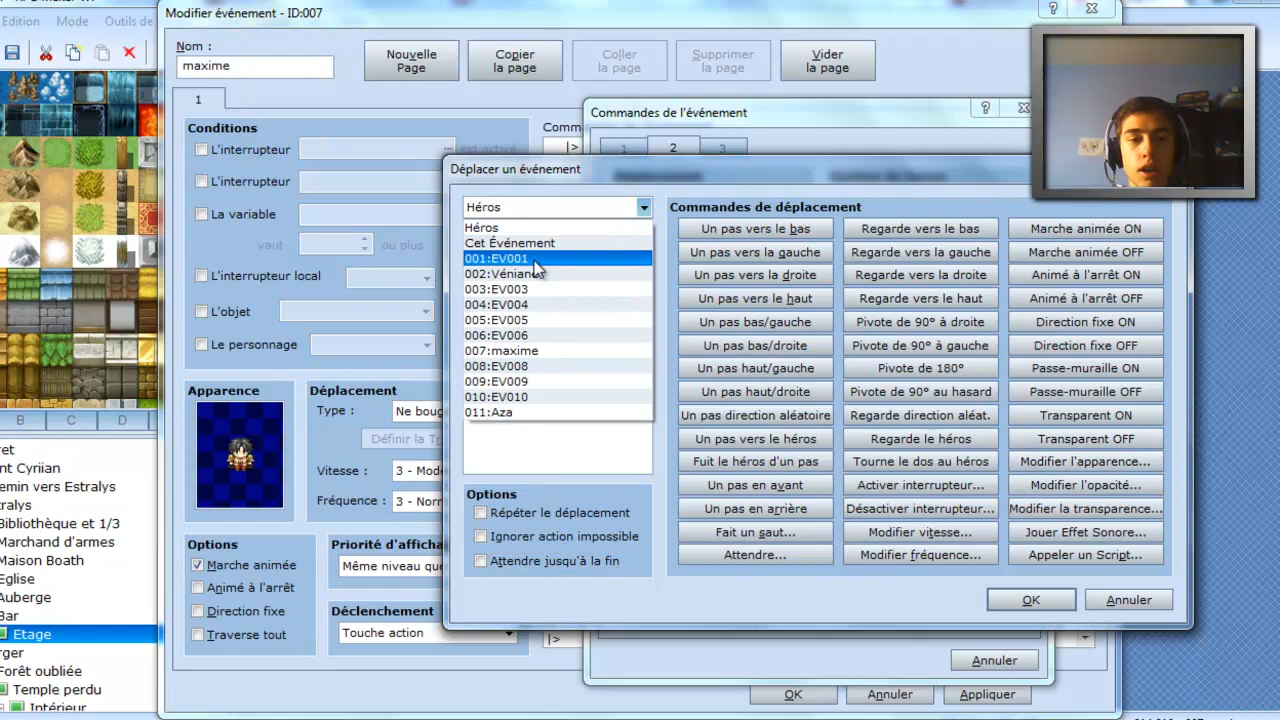 Modifier événement - ID:007
Edition Mode Outils de
Nom :
maxime
Nouvelle Page
Copier la page
Coller la page
Supprimer la page
Vider la page
1
Conditions
L'interrupteur
est activé
L'interrupteur
La variable
vaut
ou plus
L'interrupteur local
L'objet
Le personnage
Apparence
Déplacement
Type :
Ne boug
Définir la T
Vitesse :
3 - Mod
Fréquence :
3 - Norr
Options
Marche animée
Animé à l'arrêt
Direction fixe
Traverse tout
Priorité d'afficha
Même niveau que
Déclenchement
Touche action
Comm
|>
Commandes de l'événement
1 2 3
Déplacer un événement
Héros
Héros
Cet Événement
001:EV001
003:EV003
004:EV004
005:EV005
006:EV006
007:maxime
008:EV008
009:EV009
010:EV010
011:Aza
Options
Répéter le déplacement
Ignorer action impossible
Attendre jusqu'à la fin
Commandes de déplacement
Un pas vers le bas
Regarde vers le bas
Marche animée ON
Un pas vers la gauche
Regarde vers la gauche
Marche animée OFF
Un pas vers le droite
Regarde vers la droite
Animé à l'arrêt ON
Un pas vers le haut
Regarde vers le haut
Animé à l'arrêt OFF
Un pas bas/gauche
Pivote de 90° à droite
Direction fixe ON
Un pas bas/droite
Pivote de 90° à gauche
Direction fixe OFF
Un pas haut/gauche
Pivote de 180°
Passe-muraille ON
Un pas haut/droite
Pivote de 90° au hasard
Passe-muraille OFF
Un pas direction aléatoire
Regarde direction aléat.
Transparent ON
Un pas vers le héros
Regarde le héros
Transparent OFF
Fuit le héros d'un pas
Tourne le dos au héros
Modifier l'apparence...
Un pas en avant
Activer interrupteur...
Modifier l'opacité...
Un pas en arrière
Désactiver interrupteur...
Modifier la transparence...
Fait un saut...
Modifier vitesse...
Jouer Effet Sonore...
Attendre...
Modifier fréquence...
Appeler un Script...
OK
Annuler
|>
Annuler
OK
Annuler
Appliquer
B C D
ret
nt Cyriian
emin vers Estralys
tralys
Bibliothèque et 1/3
Marchand d'armes
Maison Boath
Eglise
Auberge
Bar
Etage
rger
Forêt oubliée
Temple perdu
Intérieur